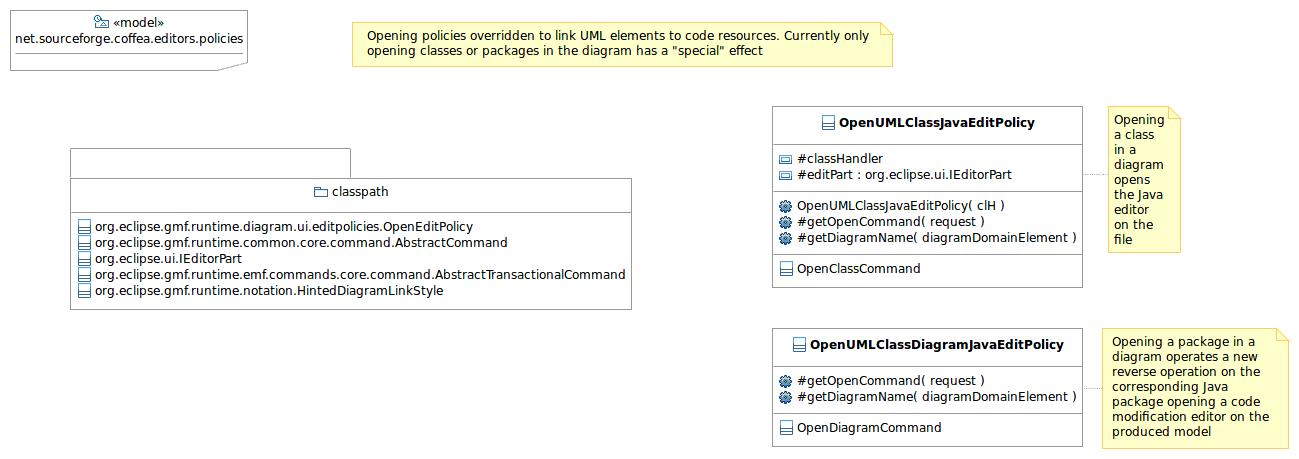 «model»
net.sourceforge.coffea.editors.policies
Opening policies overridden to link UML elements to code resources. Currently only
opening classes or packages in the diagram has a "special" effect
classpath
org.eclipse.gmf.runtime.diagram.ui.editpolicies.OpenEditPolicy
org.eclipse.gmf.runtime.common.core.command.AbstractCommand
org.eclipse.ui.IEditorPart
org.eclipse.gmf.runtime.emf.commands.core.command.AbstractTransactionalCommand
org.eclipse.gmf.runtime.notation.HintedDiagramLinkStyle
OpenUMLClassJavaEditPolicy
#classHandler
#editPart : org.eclipse.ui.IEditorPart
OpenUMLClassJavaEditPolicy( clH )
#getOpenCommand( request )
#getDiagramName( diagramDomainElement )
OpenClassCommand
Opening
a class
in a
diagram
opens
the Java
editor
on the
file
OpenUMLClassDiagramJavaEditPolicy
#getOpenCommand( request )
#getDiagramName( diagramDomainElement )
OpenDiagramCommand
Opening a package in a
diagram operates a new
reverse operation on the
corresponding Java
package opening a code
modification editor on the
produced model